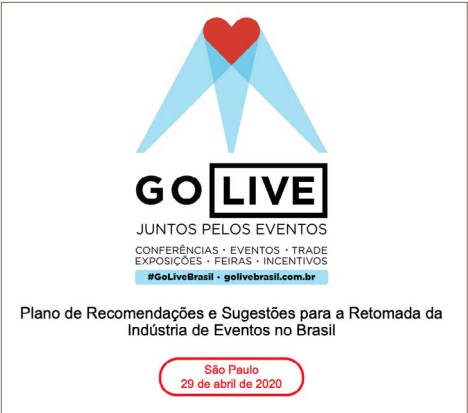 GO LIVE
JUNTOS PELOS EVENTOS
CONFERÊNCIAS · EVENTOS · TRADE
EXPOSIÇÕES · FEIRAS · INCENTIVOS
#GoLiveBrasil · golivebrasil.com.br
Plano de Recomendações e Sugestões para a Retomada da
Indústria de Eventos no Brasil
São Paulo
29 de abril de 2020